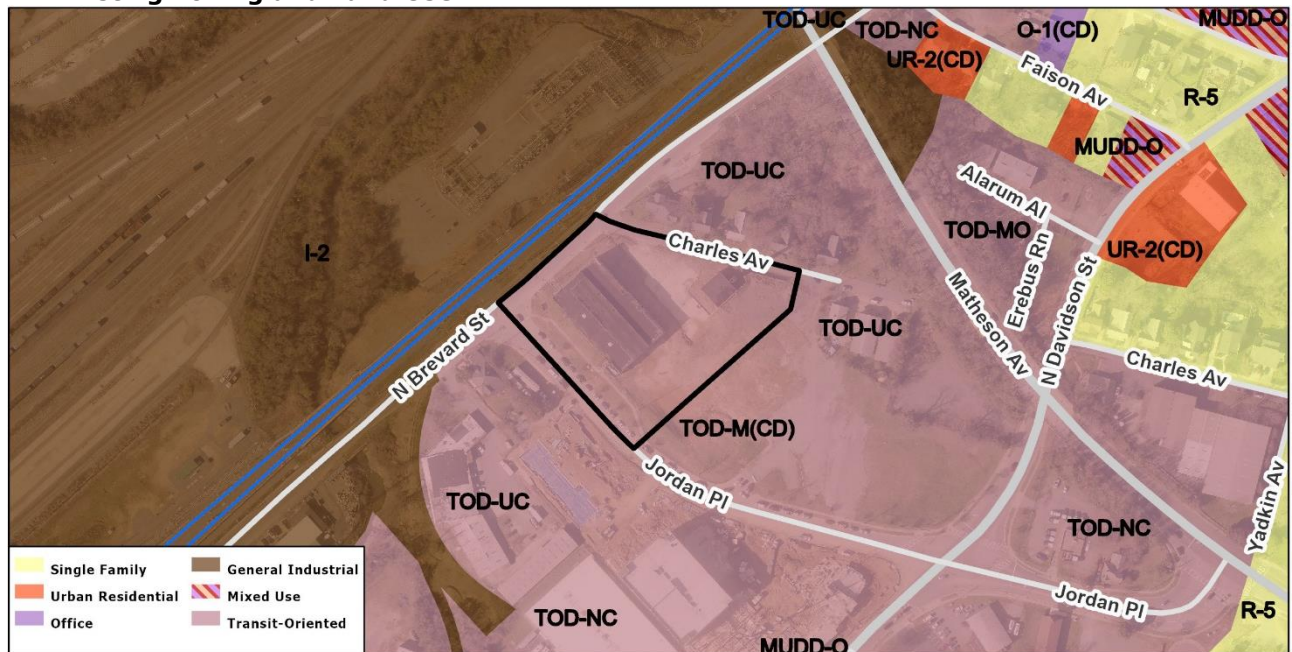 TOD-UC
TOD-NC
O-1(CD)
MUDD-O
UR-2(CD)
Faison Av
R-5
MUDD-O
TOD-UC
Alarum Al
TOD-MO
UR-2(CD)
Erebus Rn
N Davidson St
I-2
Charles Av
Matheson Av
N Brevard St
TOD-UC
Charles Av
TOD-M(CD)
Jordan Pl
TOD-UC
TOD-NC
Yadkin Av
Jordan Pl
R-5
TOD-NC
MUDD-O
Single Family
General Industrial
Urban Residential
Mixed Use
Office
Transit-Oriented